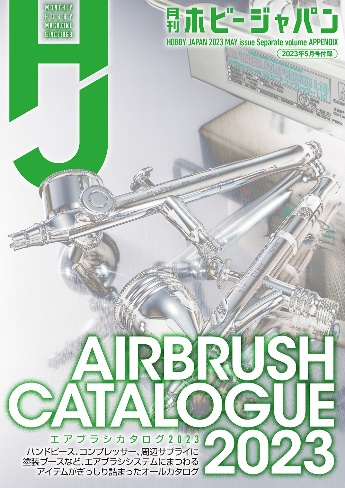 MONTHLY
HOBBY
MAGAZINE
SINCE1969
HJ
月刊ホビージャパン
HOBBY JAPAN 2023 MAY issue Separate volume APPENDIX
2023年5月号付録
AIRBRUSH
CATALOGUE
2023
エアブラシカタログ2023
ハンドピース、コンプレッサー、周辺サプライに
塗装ブースなど、エアブラシシステムにまつわる
アイテムがぎっしり詰まったオールカタログ